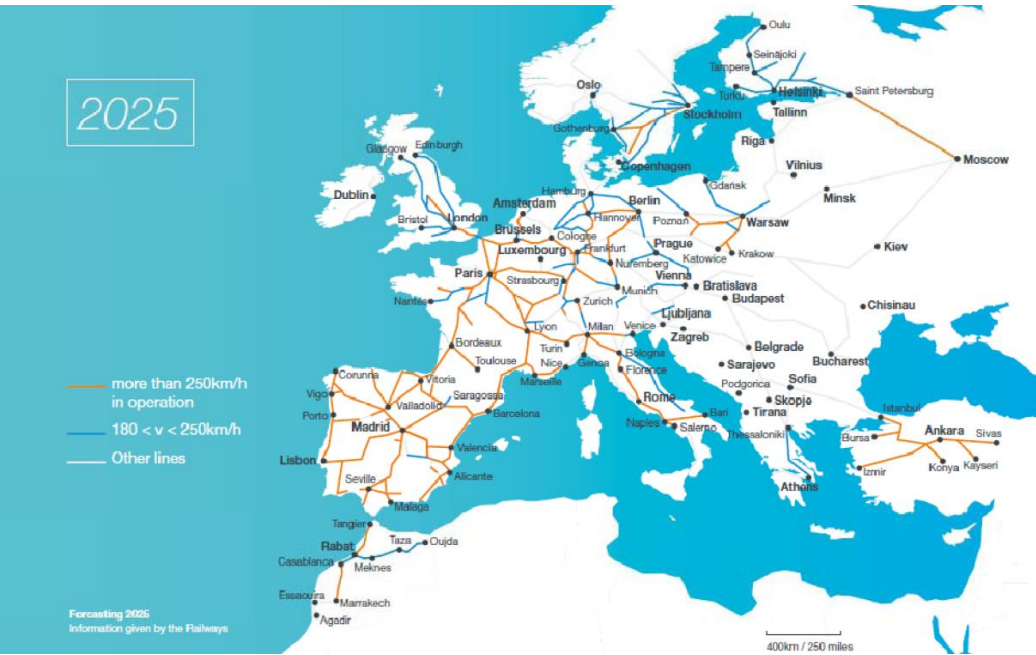 2025
Oulu
Seinäjoki
Tampere
Turku
Helsinki
Saint Petersburg
Oslo
Stockholm
Tallinn
Gothenburg
Riga
Moscow
Glasgow
Edinburgh
Copenhagen
Vilnius
Minsk
Dublin
Gdańsk
Hamburg
Berlin
Amsterdam
Bristol
London
Hannover
Poznan
Warsaw
Brussels
Cologne
Luxembourg
Frankfurt
Prague
Katowice
Krakow
Kiev
Paris
Nuremberg
Strasbourg
Vienna
Munich
Bratislava
Budapest
Nantes
Zurich
Chisinau
Ljubljana
Lyon
Milan
Venice
Zagreb
Bordeaux
Turin
Belgrade
Bologna
Toulouse
Nice
Genoa
Florence
Sarajevo
Bucharest
Marseille
Corunna
Vitoria
Sofia
Podgorica
more than 250km/h
in operation
Vigo
Saragossa
Skopje
Valladolid
Rome
Barcelona
Porto
Bari
Tirana
Istanbul
Naples
Salerno
180 < v < 250km/h
Madrid
Thessaloniki
Bursa
Ankara
Sivas
Valencia
Other lines
Lisbon
Izmir
Konya
Kayseri
Seville
Alicante
Athens
Malaga
Tangier
Rabat
Taza
Oujda
Casablanca
Meknes
Essaouira
Marrakech
Forcasting 2025
Agadir
Information given by the Railways
400km / 250 miles